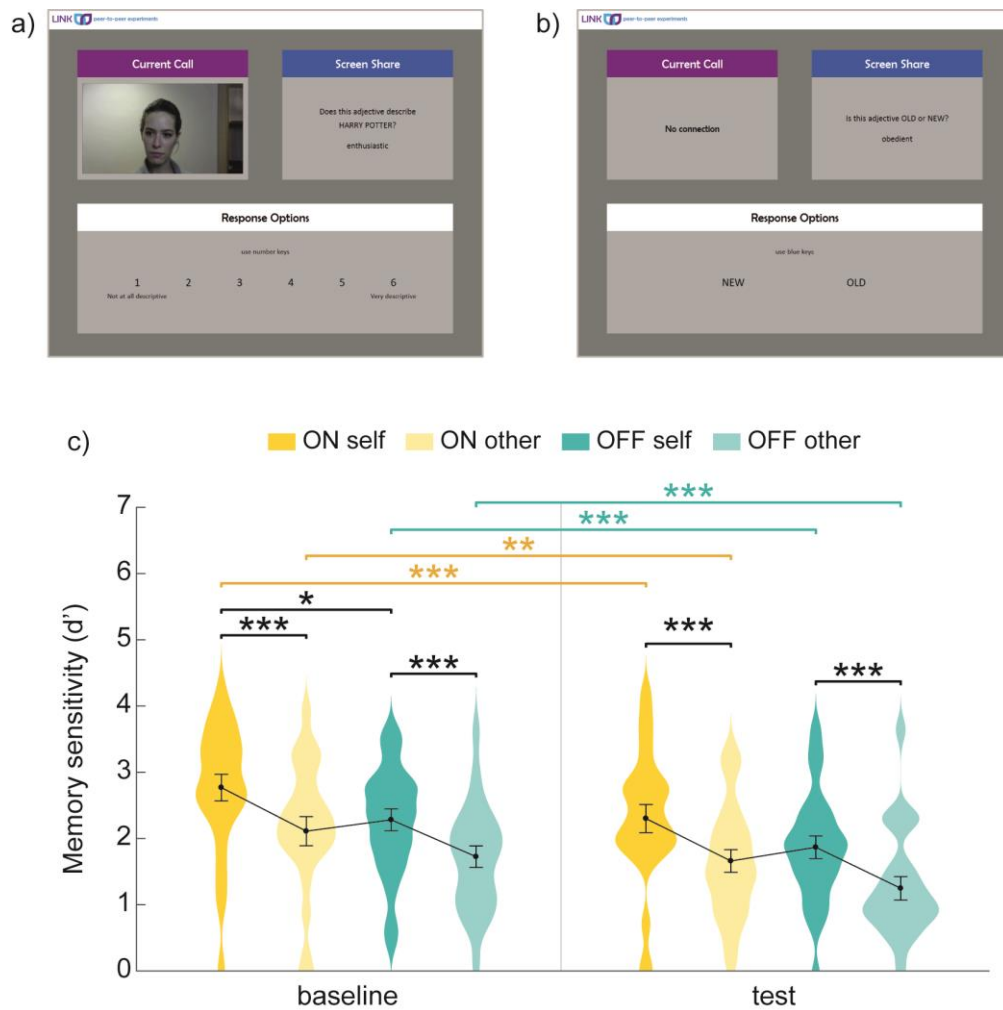 a)
LINK peer-to-peer experiments
Current Call
Screen Share
Does this adjective describe
HARRY POTTER?
enthusiastic
Response Options
use number keys
1 2 3 4 5 6
Not at all descriptive Very descriptive
b)
LINK peer-to-peer experiments
Current Call
Screen Share
No connection
Is this adjective OLD or NEW?
obedient
Response Options
use blue keys
NEW OLD
c)
ON self ON other OFF self OFF other
Memory sensitivity (d')
7
6
5
4
3
2
1
0
***
***
**
***
*
***
***
***
***
baseline test